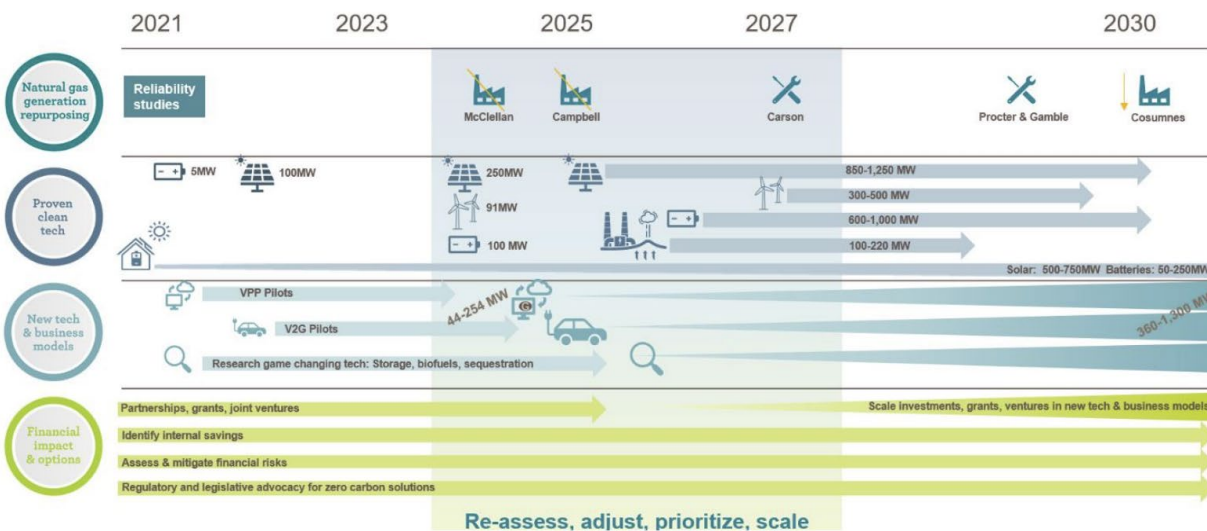 2021 2023 2025 2027 2030
Natural gas
generation
repurposing
Reliability
studies
McClellan
Campbell
Carson
Procter & Gamble
Cosumnes
Proven
clean
tech
5MW
100MW
250MW
91MW
100 MW
850-1,250 MW
300-500 MW
600-1,000 MW
100-220 MW
Solar: 500-750MW Batteries: 50-250MW
New tech
& business
models
VPP Pilots
V2G Pilots
44-254 MW
G
Research game changing tech: Storage, biofuels, sequestration
360-1,300 MW
Financial
impact
& options
Partnerships, grants, joint ventures
Scale investments, grants, ventures in new tech & business models
Identify internal savings
Assess & mitigate financial risks
Regulatory and legislative advocacy for zero carbon solutions
Re-assess, adjust, prioritize, scale